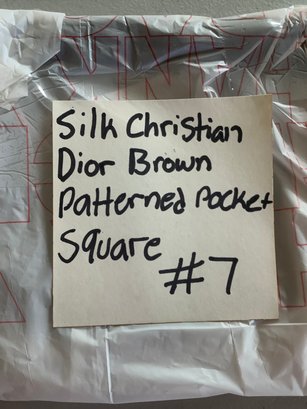 Silk Christian
Dior Brown
Patterned Pocket
Square
#7